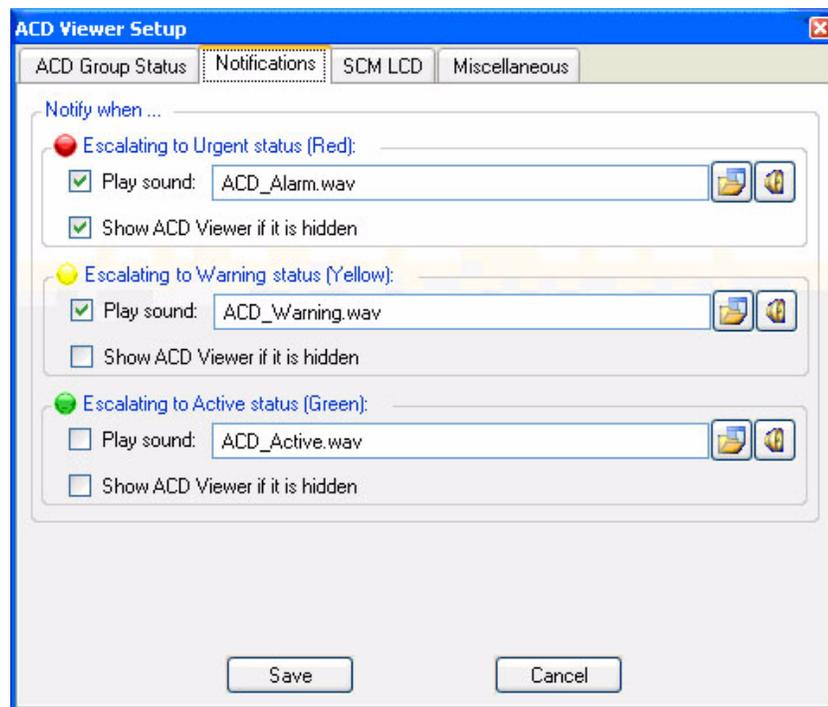 ACD Viewer Setup
ACD Group Status Notifications SCM LCD Miscellaneous
Notify when ...
Escalating to Urgent status (Red):
Play sound: ACD_Alarm.wav
Show ACD Viewer if it is hidden
Escalating to Warning status (Yellow):
Play sound: ACD_Warning.wav
Show ACD Viewer if it is hidden
Escalating to Active status (Green):
Play sound: ACD_Active.wav
Show ACD Viewer if it is hidden
Save Cancel